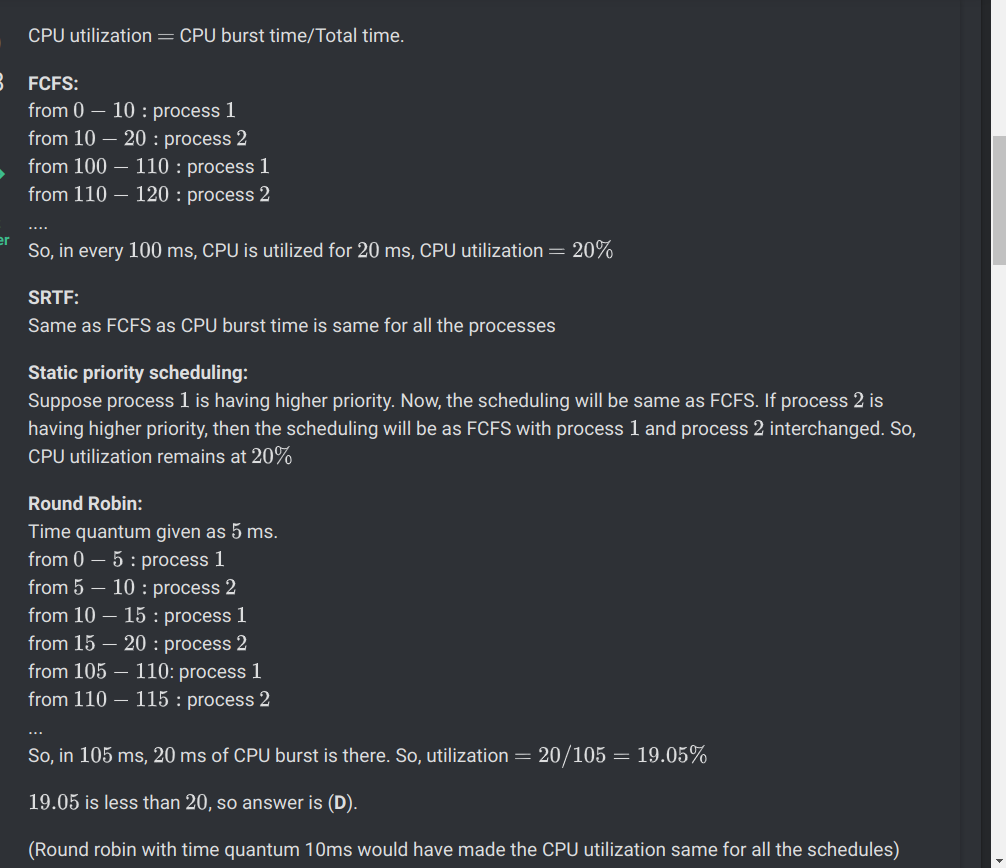 CPU utilization = CPU burst time/Total time.
FCFS:
from 0 − 10 : process 1
from 10 − 20 : process 2
from 100 − 110 : process 1
from 110 − 120 : process 2
....
So, in every 100 ms, CPU is utilized for 20 ms, CPU utilization = 20%
SRTF:
Same as FCFS as CPU burst time is same for all the processes
Static priority scheduling:
Suppose process 1 is having higher priority. Now, the scheduling will be same as FCFS. If process 2 is
having higher priority, then the scheduling will be as FCFS with process 1 and process 2 interchanged. So,
CPU utilization remains at 20%
Round Robin:
Time quantum given as 5 ms.
from 0 − 5 : process 1
from 5 − 10 : process 2
from 10 − 15 : process 1
from 15 − 20 : process 2
from 105 − 110: process 1
from 110 − 115 : process 2
...
So, in 105 ms, 20 ms of CPU burst is there. So, utilization = 20/105 = 19.05%
19.05 is less than 20, so answer is (D).
(Round robin with time quantum 10ms would have made the CPU utilization same for all the schedules)